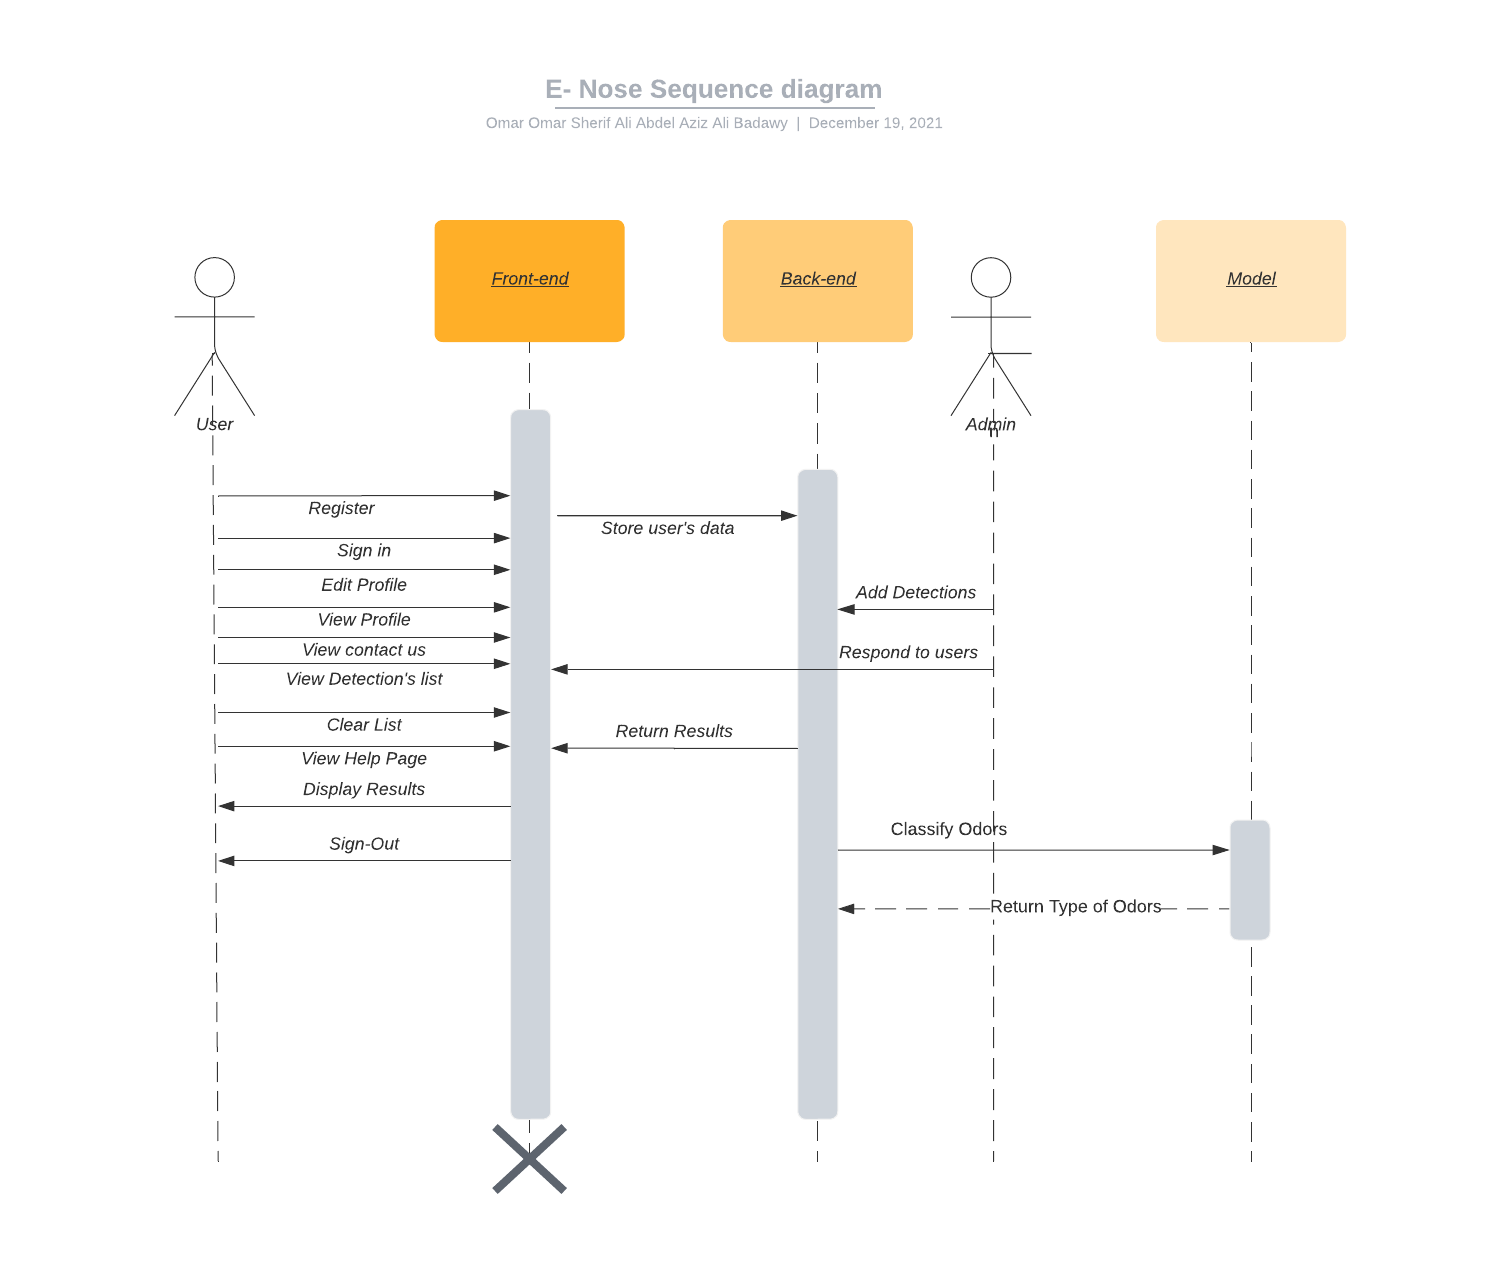 E- Nose Sequence diagram
Omar Omar Sherif Ali Abdel Aziz Ali Badawy | December 19, 2021
Front-end
Back-end
Model
User
Admin
n
Register
Store user's data
Sign in
Edit Profile
Add Detections
View Profile
View contact us
Respond to users
View Detection's list
Clear List
Return Results
View Help Page
Display Results
Classify Odors
Sign-Out
Return Type of Odors